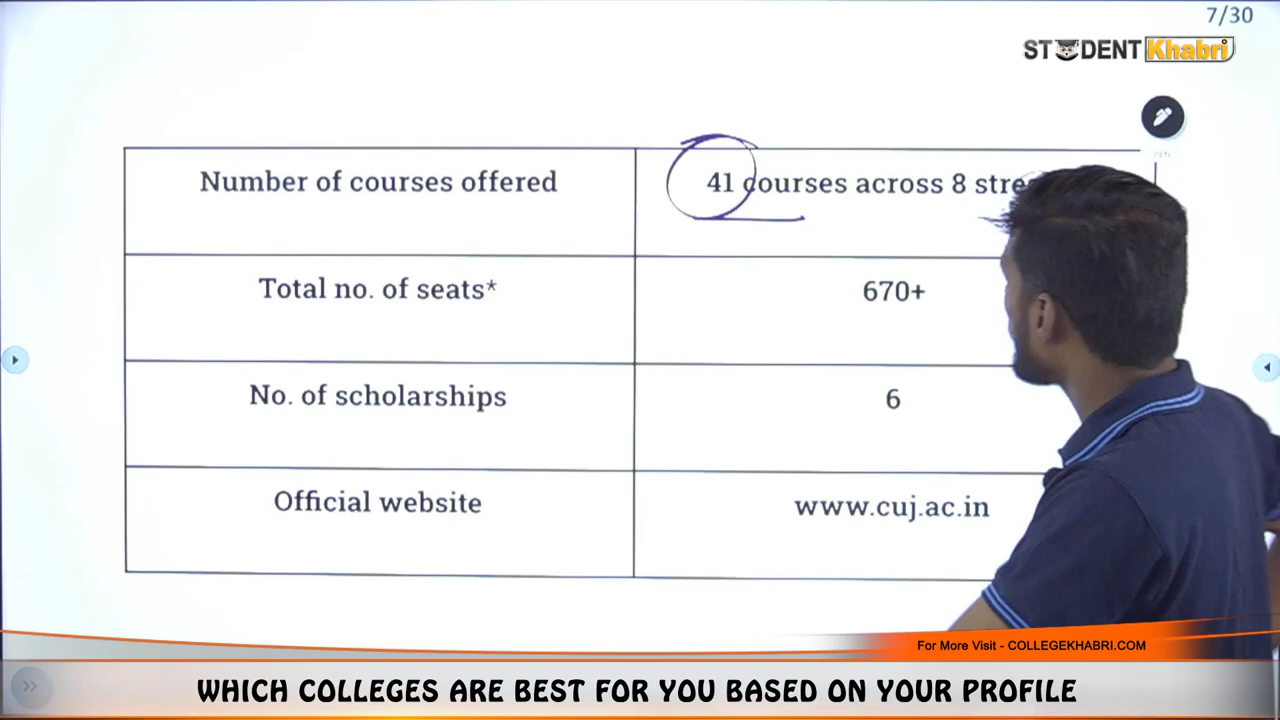 7/30
STUDENT Khabri
PEN
Number of courses offered
41 courses across 8
Total no. of seats*
670+
No. of scholarships
6
Official website
www.cuj.ac.in
For More Visit - COLLEGEKHABRI.COM
WHICH COLLEGES ARE BEST FOR YOU BASED ON YOUR PROFILE